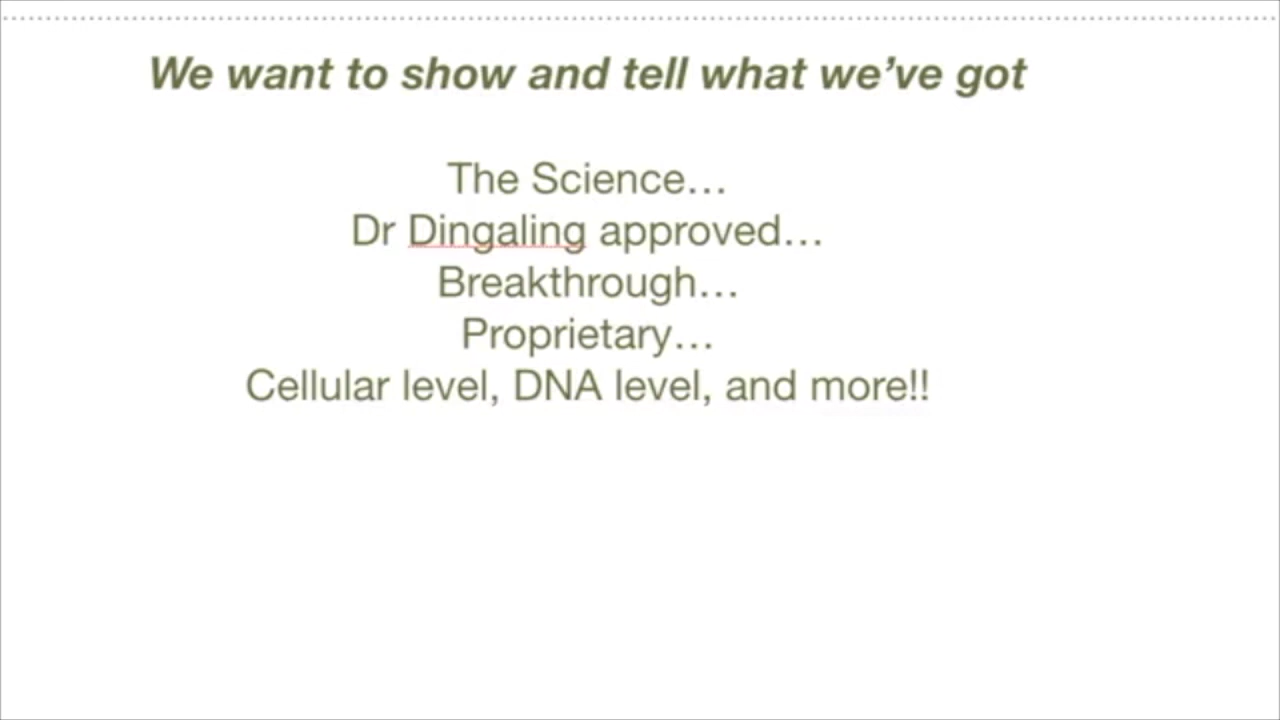 We want to show and tell what we’ve got
The Science…
Dr Dingaling approved…
Breakthrough…
Proprietary…
Cellular level, DNA level, and more!!